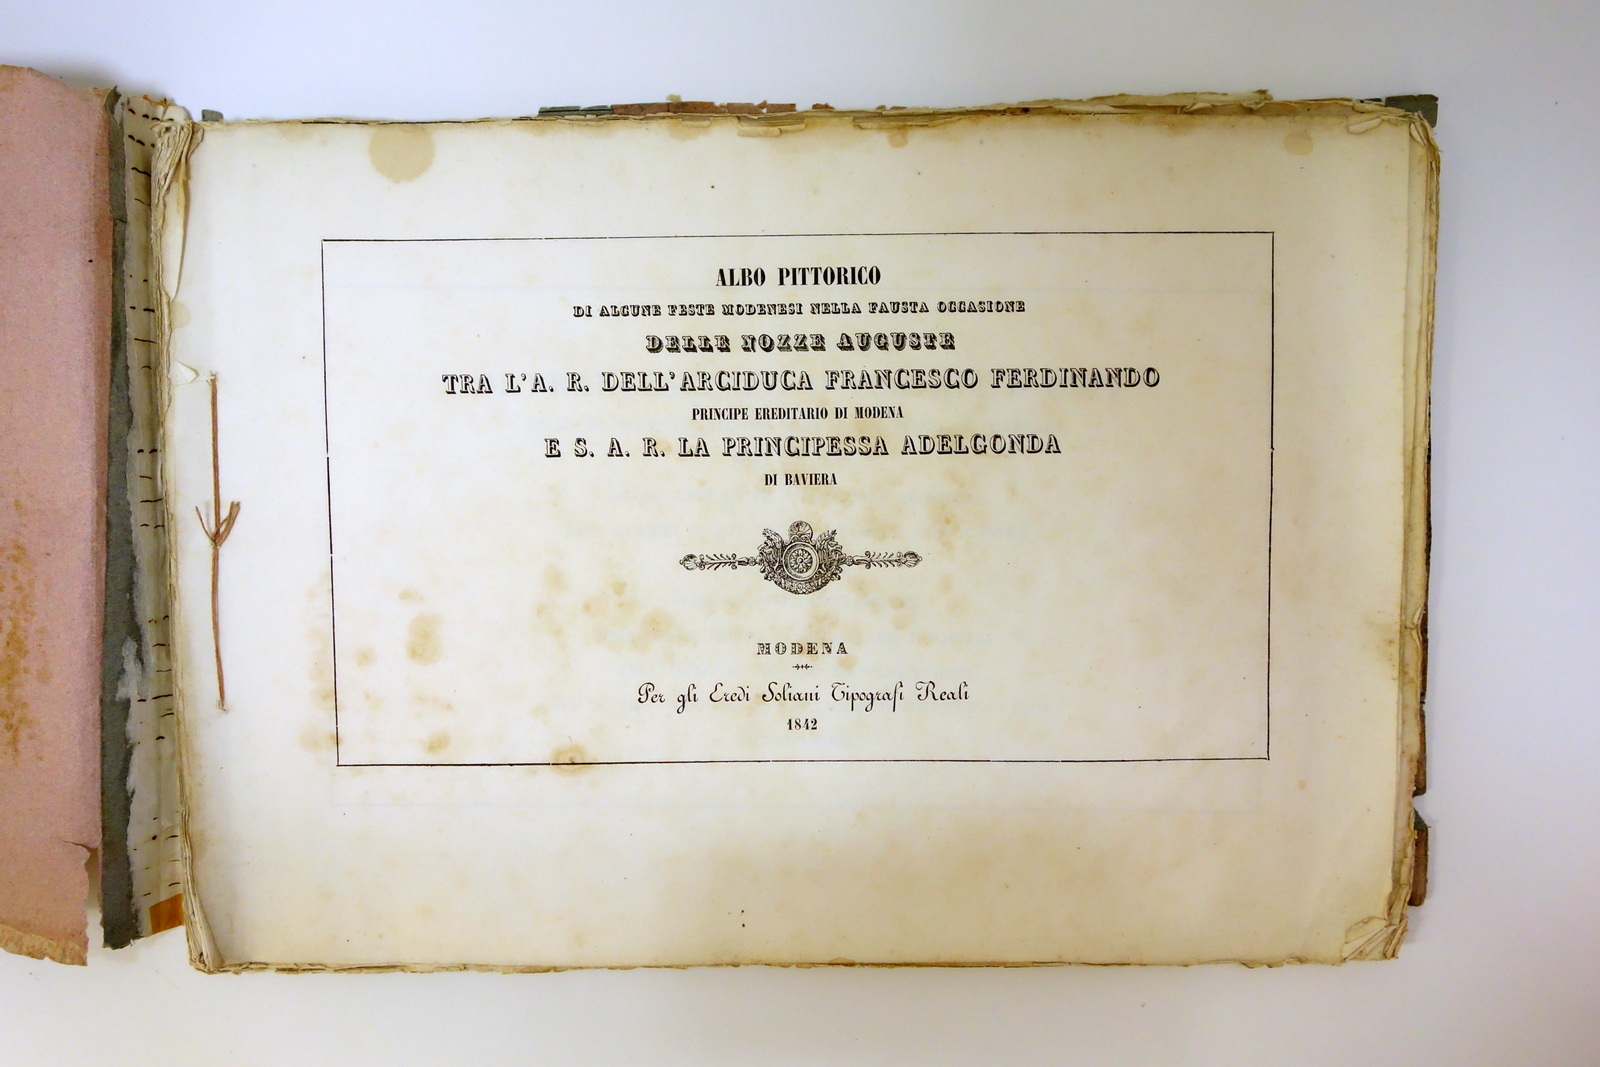 ALBO PITTORICO
DI ALCUNE FESTE MODENESI NELLA FAUSTA OCCASIONE
DELLE NOZZE AUGUSTE
TRA L'A. R. DELL'ARCIDUCA FRANCESCO FERDINANDO
PRINCIPE EREDITARIO DI MODENA
E S. A. R. LA PRINCIPESSA ADELGONDA
DI BAVIERA
MODENA
Per gli Eredi Soliani Tipografi Reali
1842